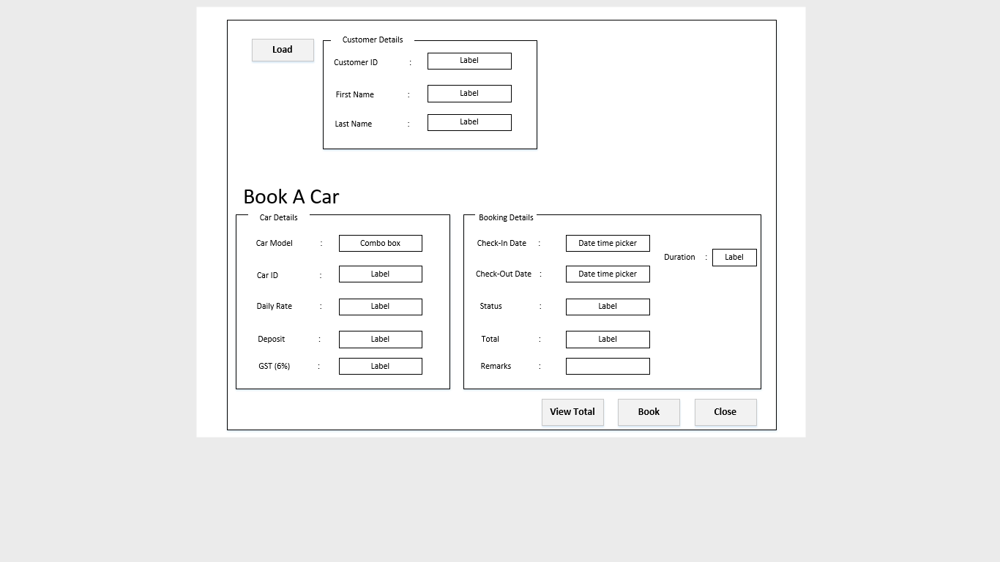 Load
Customer Details
Customer ID : Label
First Name : Label
Last Name : Label
Book A Car
Car Details
Car Model : Combo box
Car ID : Label
Daily Rate : Label
Deposit : Label
GST (6%) : Label
Booking Details
Check-In Date : Date time picker
Duration : Label
Check-Out Date : Date time picker
Status : Label
Total : Label
Remarks :
View Total Book Close